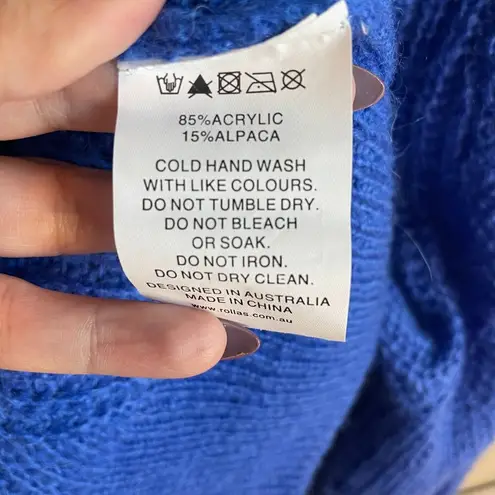 85%ACRYLIC
15%ALPACA
COLD HAND WASH
WITH LIKE COLOURS.
DO NOT TUMBLE DRY.
DO NOT BLEACH
OR SOAK.
DO NOT IRON.
DO NOT DRY CLEAN.
DESIGNED IN AUSTRALIA
MADE IN CHINA
www.rollas.com.au